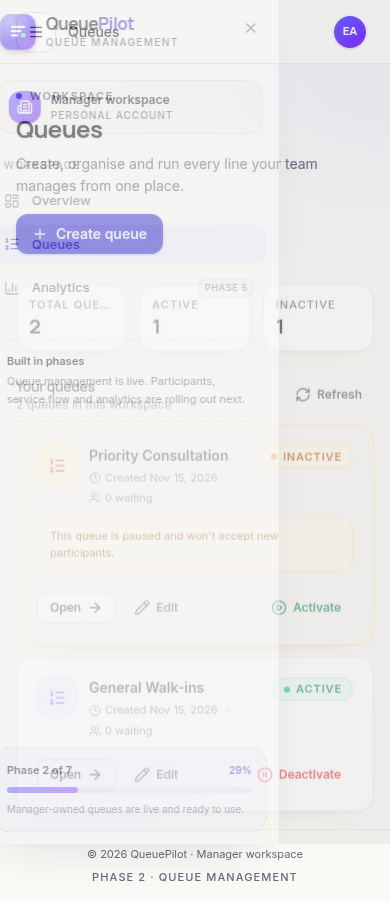 QueuePilot
QUEUE MANAGEMENT
Queues
EA
Manager workspace
PERSONAL ACCOUNT
WORKSPACE
Queues
Create, organise and run every line your team
manages from one place.
WORKSPACE
Overview
Create queue
Queues
Analytics
PHASE 5
TOTAL QUE...
2
ACTIVE
1
INACTIVE
1
Built in phases
Queue management is live. Participants,
service flow and analytics are rolling out next.
Your queues
2 queues in this workspace
Refresh
Priority Consultation
INACTIVE
Created Nov 15, 2026 ·
0 waiting
This queue is paused and won't accept new
participants.
Open
Edit
Activate
General Walk-ins
ACTIVE
Created Nov 15, 2026 ·
0 waiting
Open
Edit
Deactivate
Phase 2 of 7
29%
Manager-owned queues are live and ready to use.
© 2026 QueuePilot · Manager workspace
PHASE 2 · QUEUE MANAGEMENT